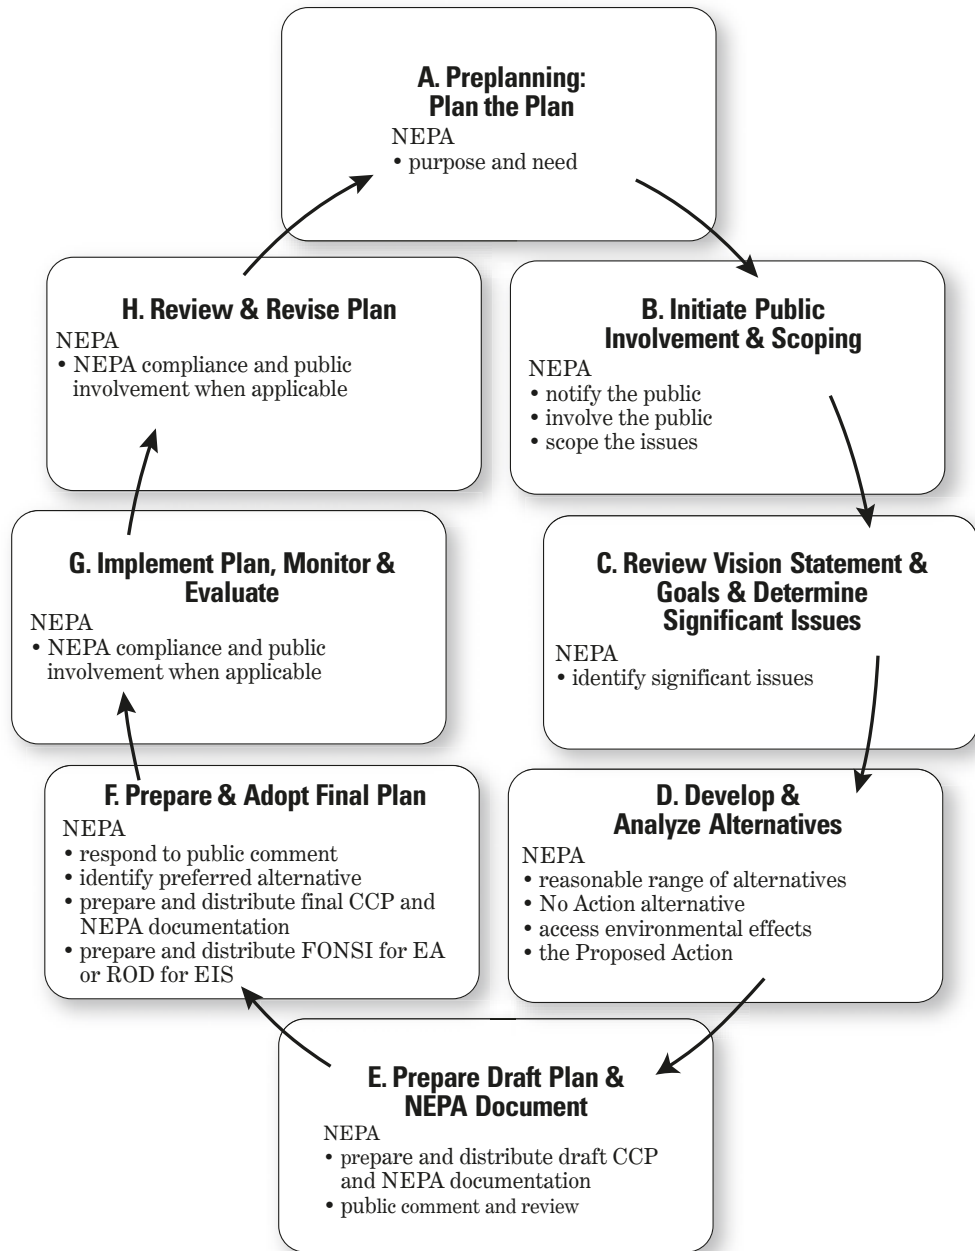 A. Preplanning:
Plan the Plan
NEPA
• purpose and need
B. Initiate Public
Involvement & Scoping
NEPA
• notify the public
• involve the public
• scope the issues
C. Review Vision Statement &
Goals & Determine
Significant Issues
NEPA
• identify significant issues
D. Develop &
Analyze Alternatives
NEPA
• reasonable range of alternatives
• No Action alternative
• access environmental effects
• the Proposed Action
E. Prepare Draft Plan &
NEPA Document
NEPA
• prepare and distribute draft CCP
and NEPA documentation
• public comment and review
F. Prepare & Adopt Final Plan
NEPA
• respond to public comment
• identify preferred alternative
• prepare and distribute final CCP and
NEPA documentation
• prepare and distribute FONSI for EA
or ROD for EIS
G. Implement Plan, Monitor &
Evaluate
NEPA
• NEPA compliance and public
involvement when applicable
H. Review & Revise Plan
NEPA
• NEPA compliance and public
involvement when applicable